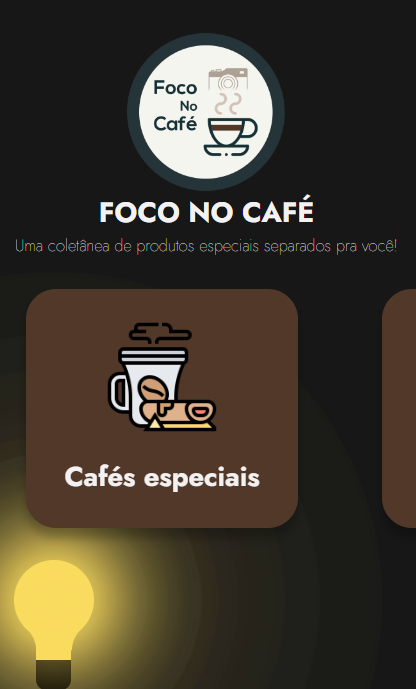 Foco
No
Café
FOCO NO CAFÉ
Uma coletânea de produtos especiais separados pra você!
Cafés especiais